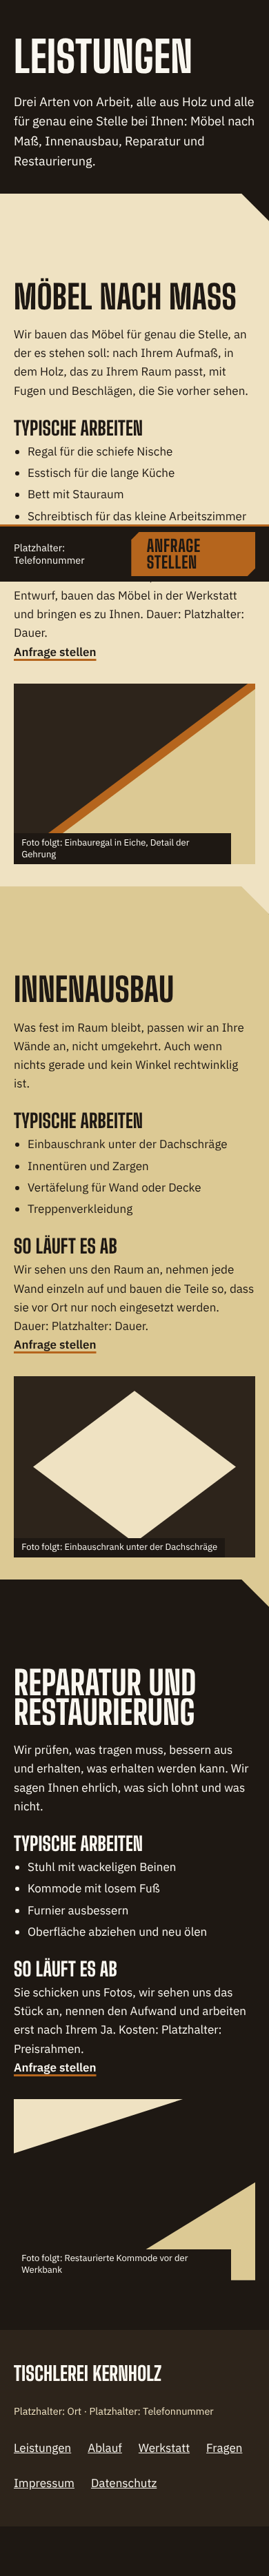 LEISTUNGEN
Drei Arten von Arbeit, alle aus Holz und alle
für genau eine Stelle bei Ihnen: Möbel nach
Maß, Innenausbau, Reparatur und
Restaurierung.
MÖBEL NACH MASS
Wir bauen das Möbel für genau die Stelle, an
der es stehen soll: nach Ihrem Aufmaß, in
dem Holz, das zu Ihrem Raum passt, mit
Fugen und Beschlägen, die Sie vorher sehen.
TYPISCHE ARBEITEN
Regal für die schiefe Nische
Esstisch für die lange Küche
Bett mit Stauraum
Schreibtisch für das kleine Arbeitszimmer
Platzhalter:
Telefonnummer
ANFRAGE
STELLEN
Entwurf, bauen das Möbel in der Werkstatt
und bringen es zu Ihnen. Dauer: Platzhalter:
Dauer.
Anfrage stellen
Foto folgt: Einbauregal in Eiche, Detail der
Gehrung
INNENAUSBAU
Was fest im Raum bleibt, passen wir an Ihre
Wände an, nicht umgekehrt. Auch wenn
nichts gerade und kein Winkel rechtwinklig
ist.
TYPISCHE ARBEITEN
Einbauschrank unter der Dachschräge
Innentüren und Zargen
Vertäfelung für Wand oder Decke
Treppenverkleidung
SO LÄUFT ES AB
Wir sehen uns den Raum an, nehmen jede
Wand einzeln auf und bauen die Teile so, dass
sie vor Ort nur noch eingesetzt werden.
Dauer: Platzhalter: Dauer.
Anfrage stellen
Foto folgt: Einbauschrank unter der Dachschräge
REPARATUR UND
RESTAURIERUNG
Wir prüfen, was tragen muss, bessern aus
und erhalten, was erhalten werden kann. Wir
sagen Ihnen ehrlich, was sich lohnt und was
nicht.
TYPISCHE ARBEITEN
Stuhl mit wackeligen Beinen
Kommode mit losem Fuß
Furnier ausbessern
Oberfläche abziehen und neu ölen
SO LÄUFT ES AB
Sie schicken uns Fotos, wir sehen uns das
Stück an, nennen den Aufwand und arbeiten
erst nach Ihrem Ja. Kosten: Platzhalter:
Preisrahmen.
Anfrage stellen
Foto folgt: Restaurierte Kommode vor der
Werkbank
TISCHLEREI KERNHOLZ
Platzhalter: Ort · Platzhalter: Telefonnummer
Leistungen Ablauf Werkstatt Fragen
Impressum Datenschutz